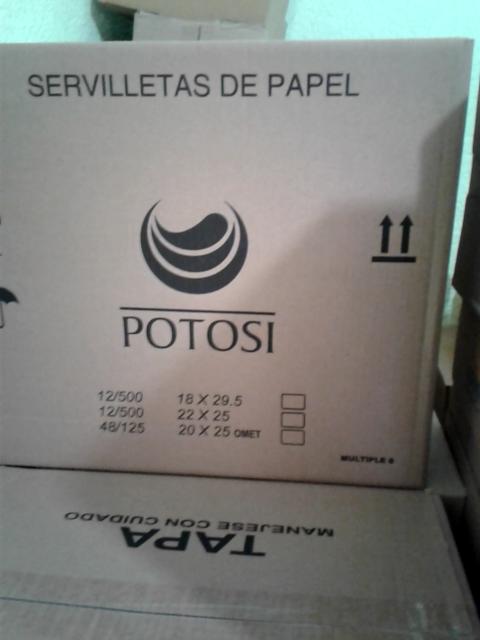 SERVILLETAS DE PAPEL
POTOSI
12/500 18 X 29.5
12/500 22 X 25
48/125 20 X 25 OMET
MULTIPLE 6
TAPA
MANEJESE CON CUIDADO